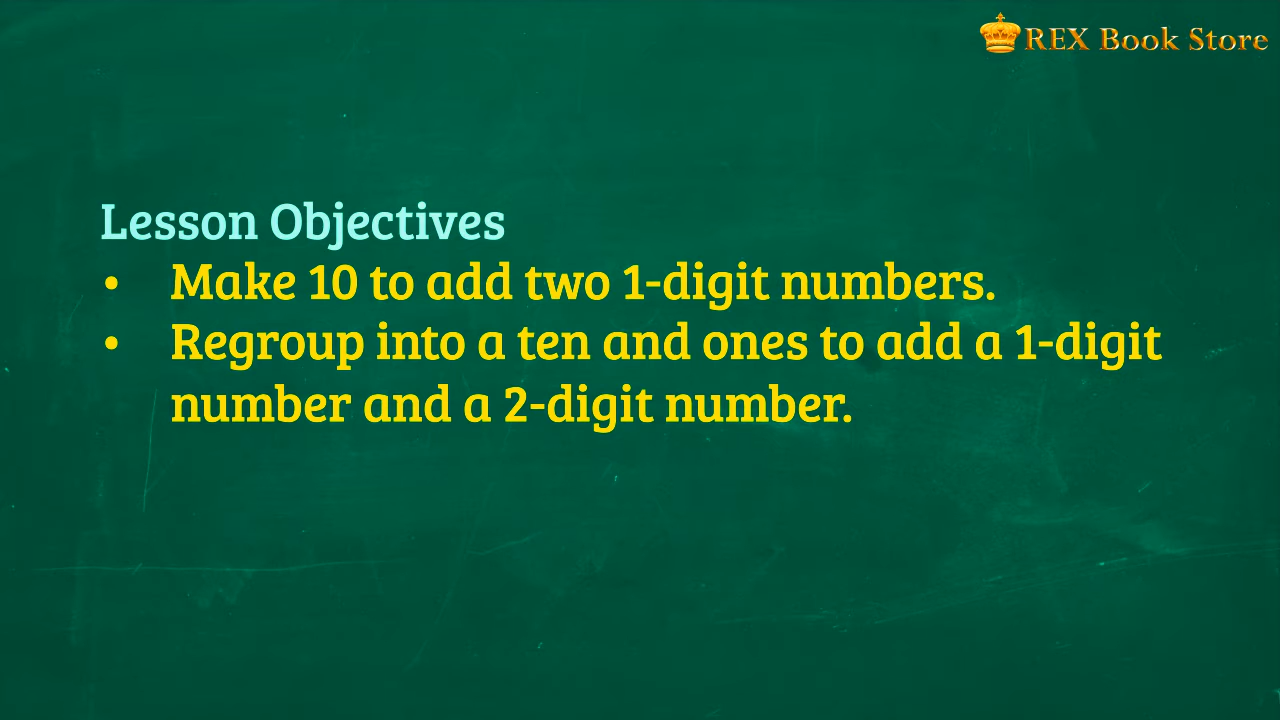 REX Book Store
Lesson Objectives
• Make 10 to add two 1-digit numbers.
• Regroup into a ten and ones to add a 1-digit
number and a 2-digit number.